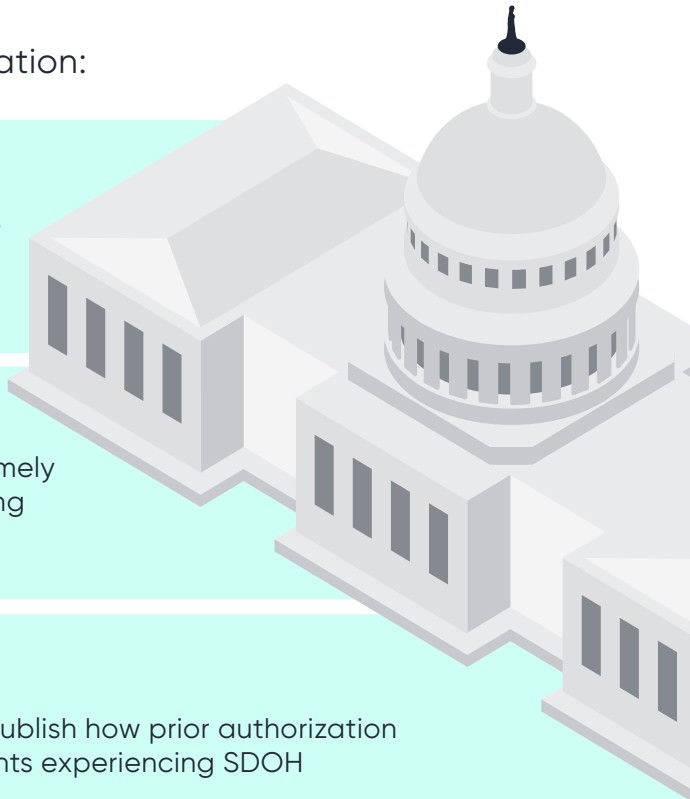 ation:
mely
ng
ublish how prior authorization
nts experiencing SDOH